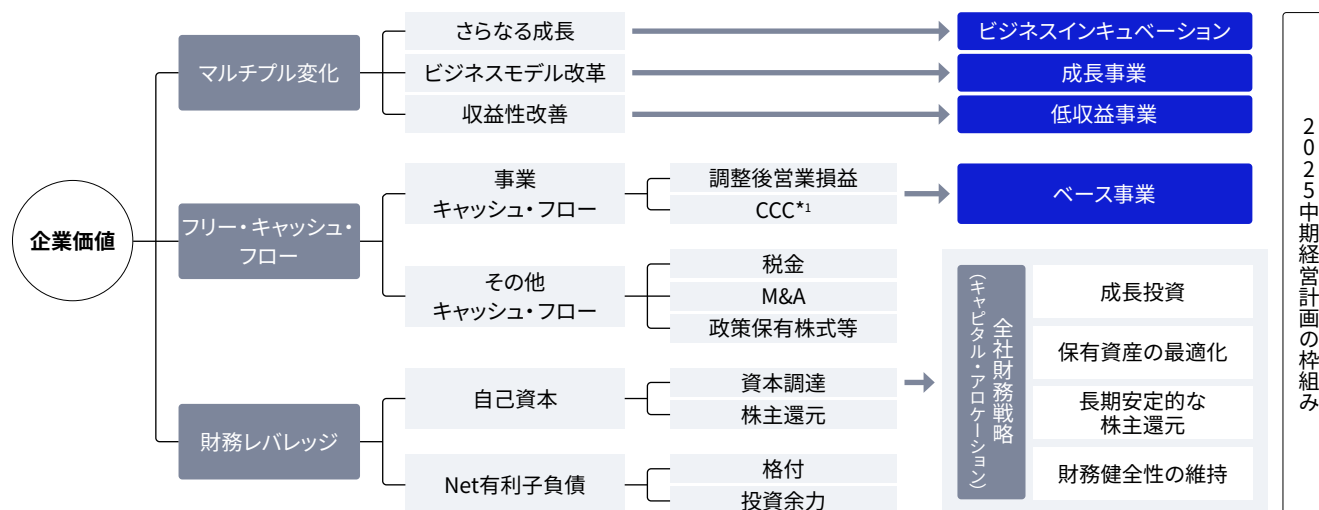 企業価値
マルチプル変化
さらなる成長
ビジネスインキュベーション
ビジネスモデル改革
成長事業
収益性改善
低収益事業
フリー・キャッシュ・
フロー
事業
キャッシュ・フロー
調整後営業損益
CCC*1
ベース事業
その他
キャッシュ・フロー
税金
M&A
政策保有株式等
財務レバレッジ
自己資本
資本調達
株主還元
Net有利子負債
格付
投資余力
全社財務戦略
（キャピタル・アロケーション）
成長投資
保有資産の最適化
長期安定的な
株主還元
財務健全性の維持
2025中期経営計画の枠組み